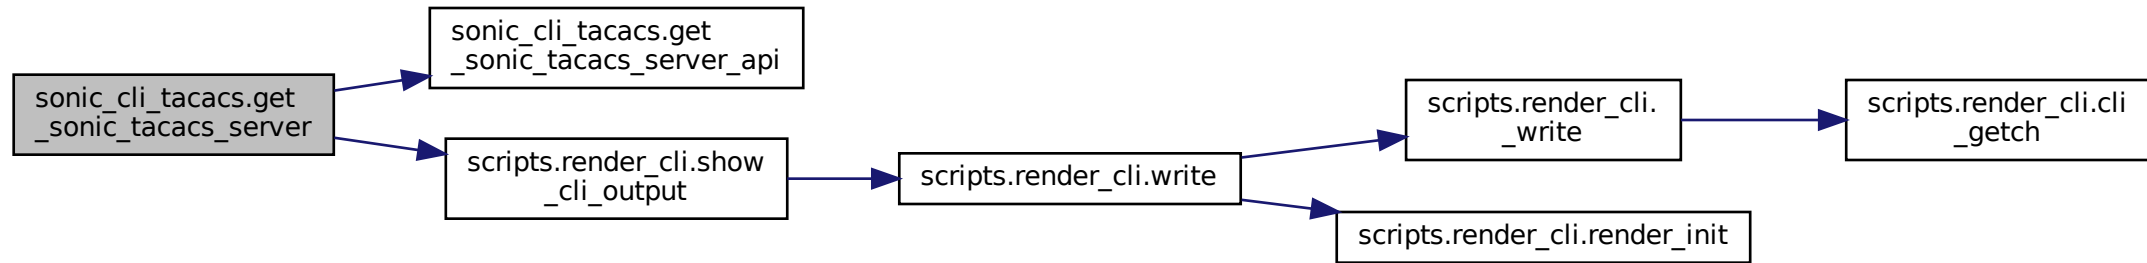 sonic_cli_tacacs.get
_sonic_tacacs_server
sonic_cli_tacacs.get
_sonic_tacacs_server_api
scripts.render_cli.show
_cli_output
scripts.render_cli.write
scripts.render_cli.
_write
scripts.render_cli.render_init
scripts.render_cli.cli
_getch